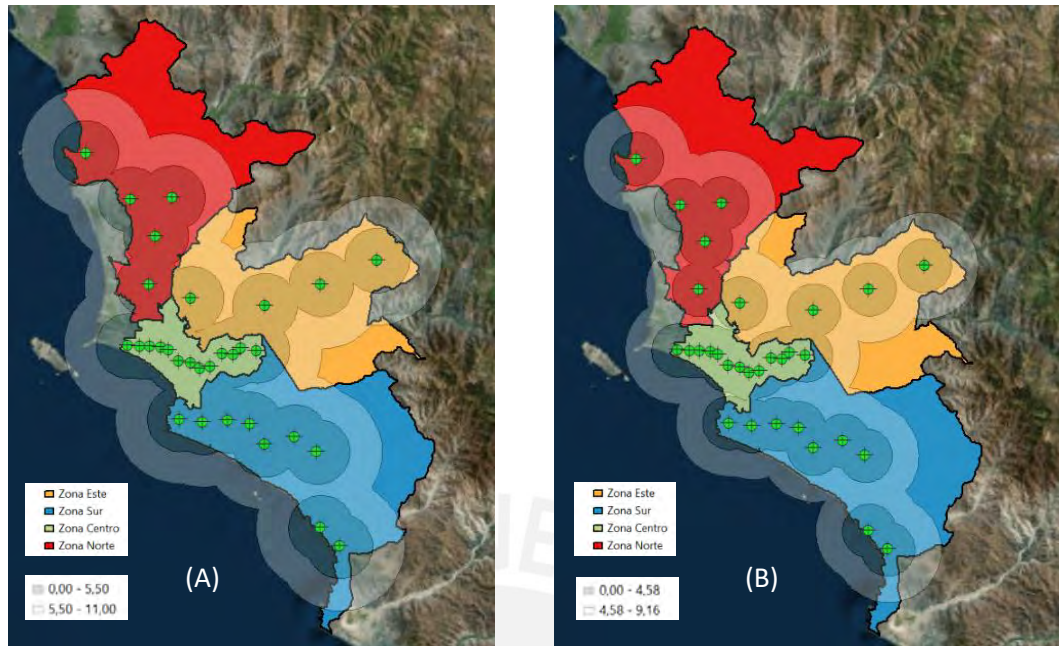 Zona Este
Zona Sur
Zona Centro
Zona Norte
0,00 - 5,50
5,50 - 11,00
(A)
Zona Este
Zona Sur
Zona Centro
Zona Norte
0,00 - 4,58
4,58 - 9,16
(B)